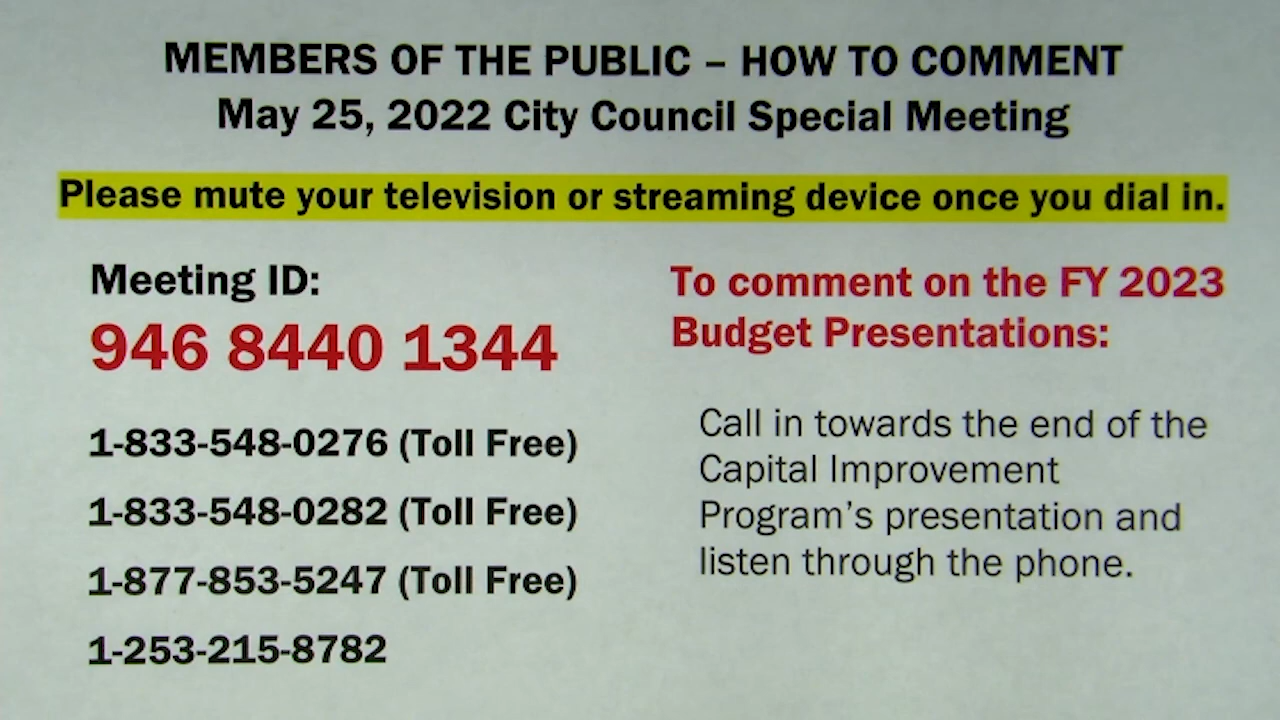 MEMBERS OF THE PUBLIC – HOW TO COMMENT
May 25, 2022 City Council Special Meeting
Please mute your television or streaming device once you dial in.
Meeting ID:
946 8440 1344
1-833-548-0276 (Toll Free)
1-833-548-0282 (Toll Free)
1-877-853-5247 (Toll Free)
1-253-215-8782
To comment on the FY 2023
Budget Presentations:
Call in towards the end of the
Capital Improvement
Program’s presentation and
listen through the phone.